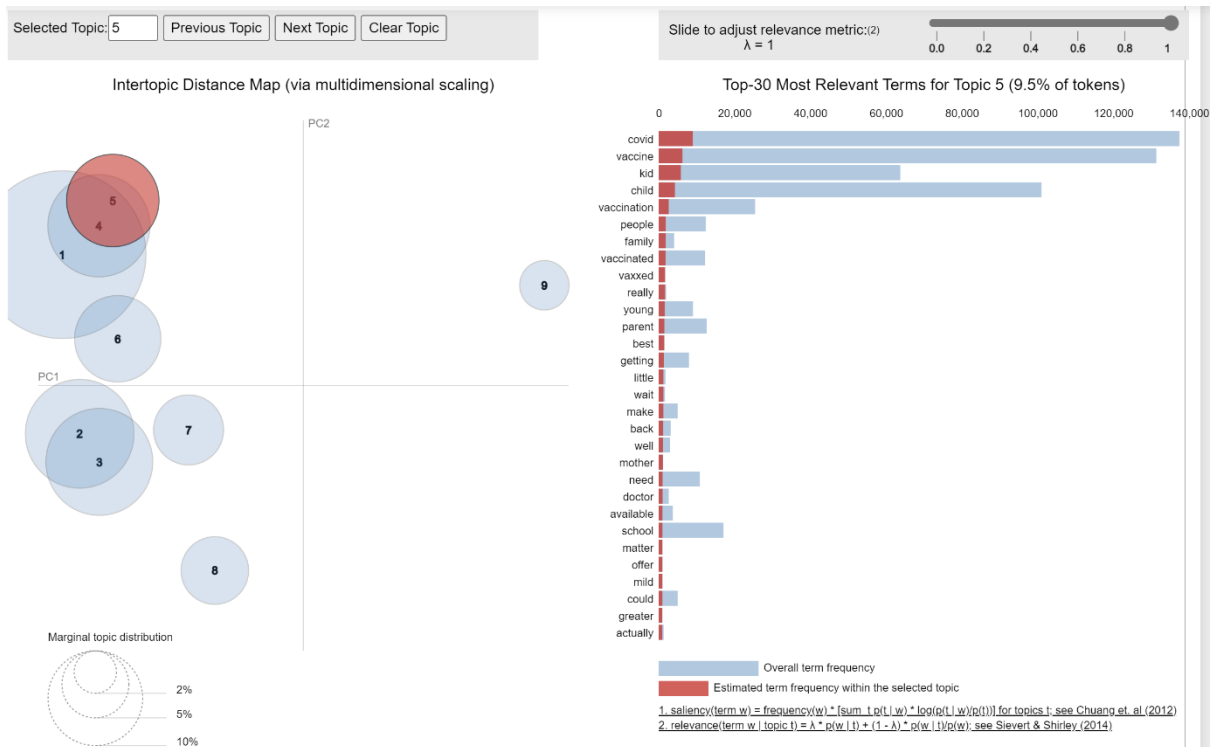 Selected Topic: 5 Previous Topic Next Topic Clear Topic
Slide to adjust relevance metric:(2)
λ = 1
0.0 0.2 0.4 0.6 0.8 1
Intertopic Distance Map (via multidimensional scaling)
PC2
PC1
5
4
1
9
6
2
7
3
8
Marginal topic distribution
2%
5%
10%
Top-30 Most Relevant Terms for Topic 5 (9.5% of tokens)
0 20,000 40,000 60,000 80,000 100,000 120,000 140,000
covid
vaccine
kid
child
vaccination
people
family
vaccinated
vaxxed
really
young
parent
best
getting
little
wait
make
back
well
mother
need
doctor
available
school
matter
offer
mild
could
greater
actually
Overall term frequency
Estimated term frequency within the selected topic
1. saliency(term w) = frequency(w) * [sum_t p(t | w) * log(p(t | w)/p(t))] for topics t; see Chuang et. al (2012)
2. relevance(term w | topic t) = λ * p(w | t) + (1 - λ) * p(w | t)/p(w); see Sievert & Shirley (2014)